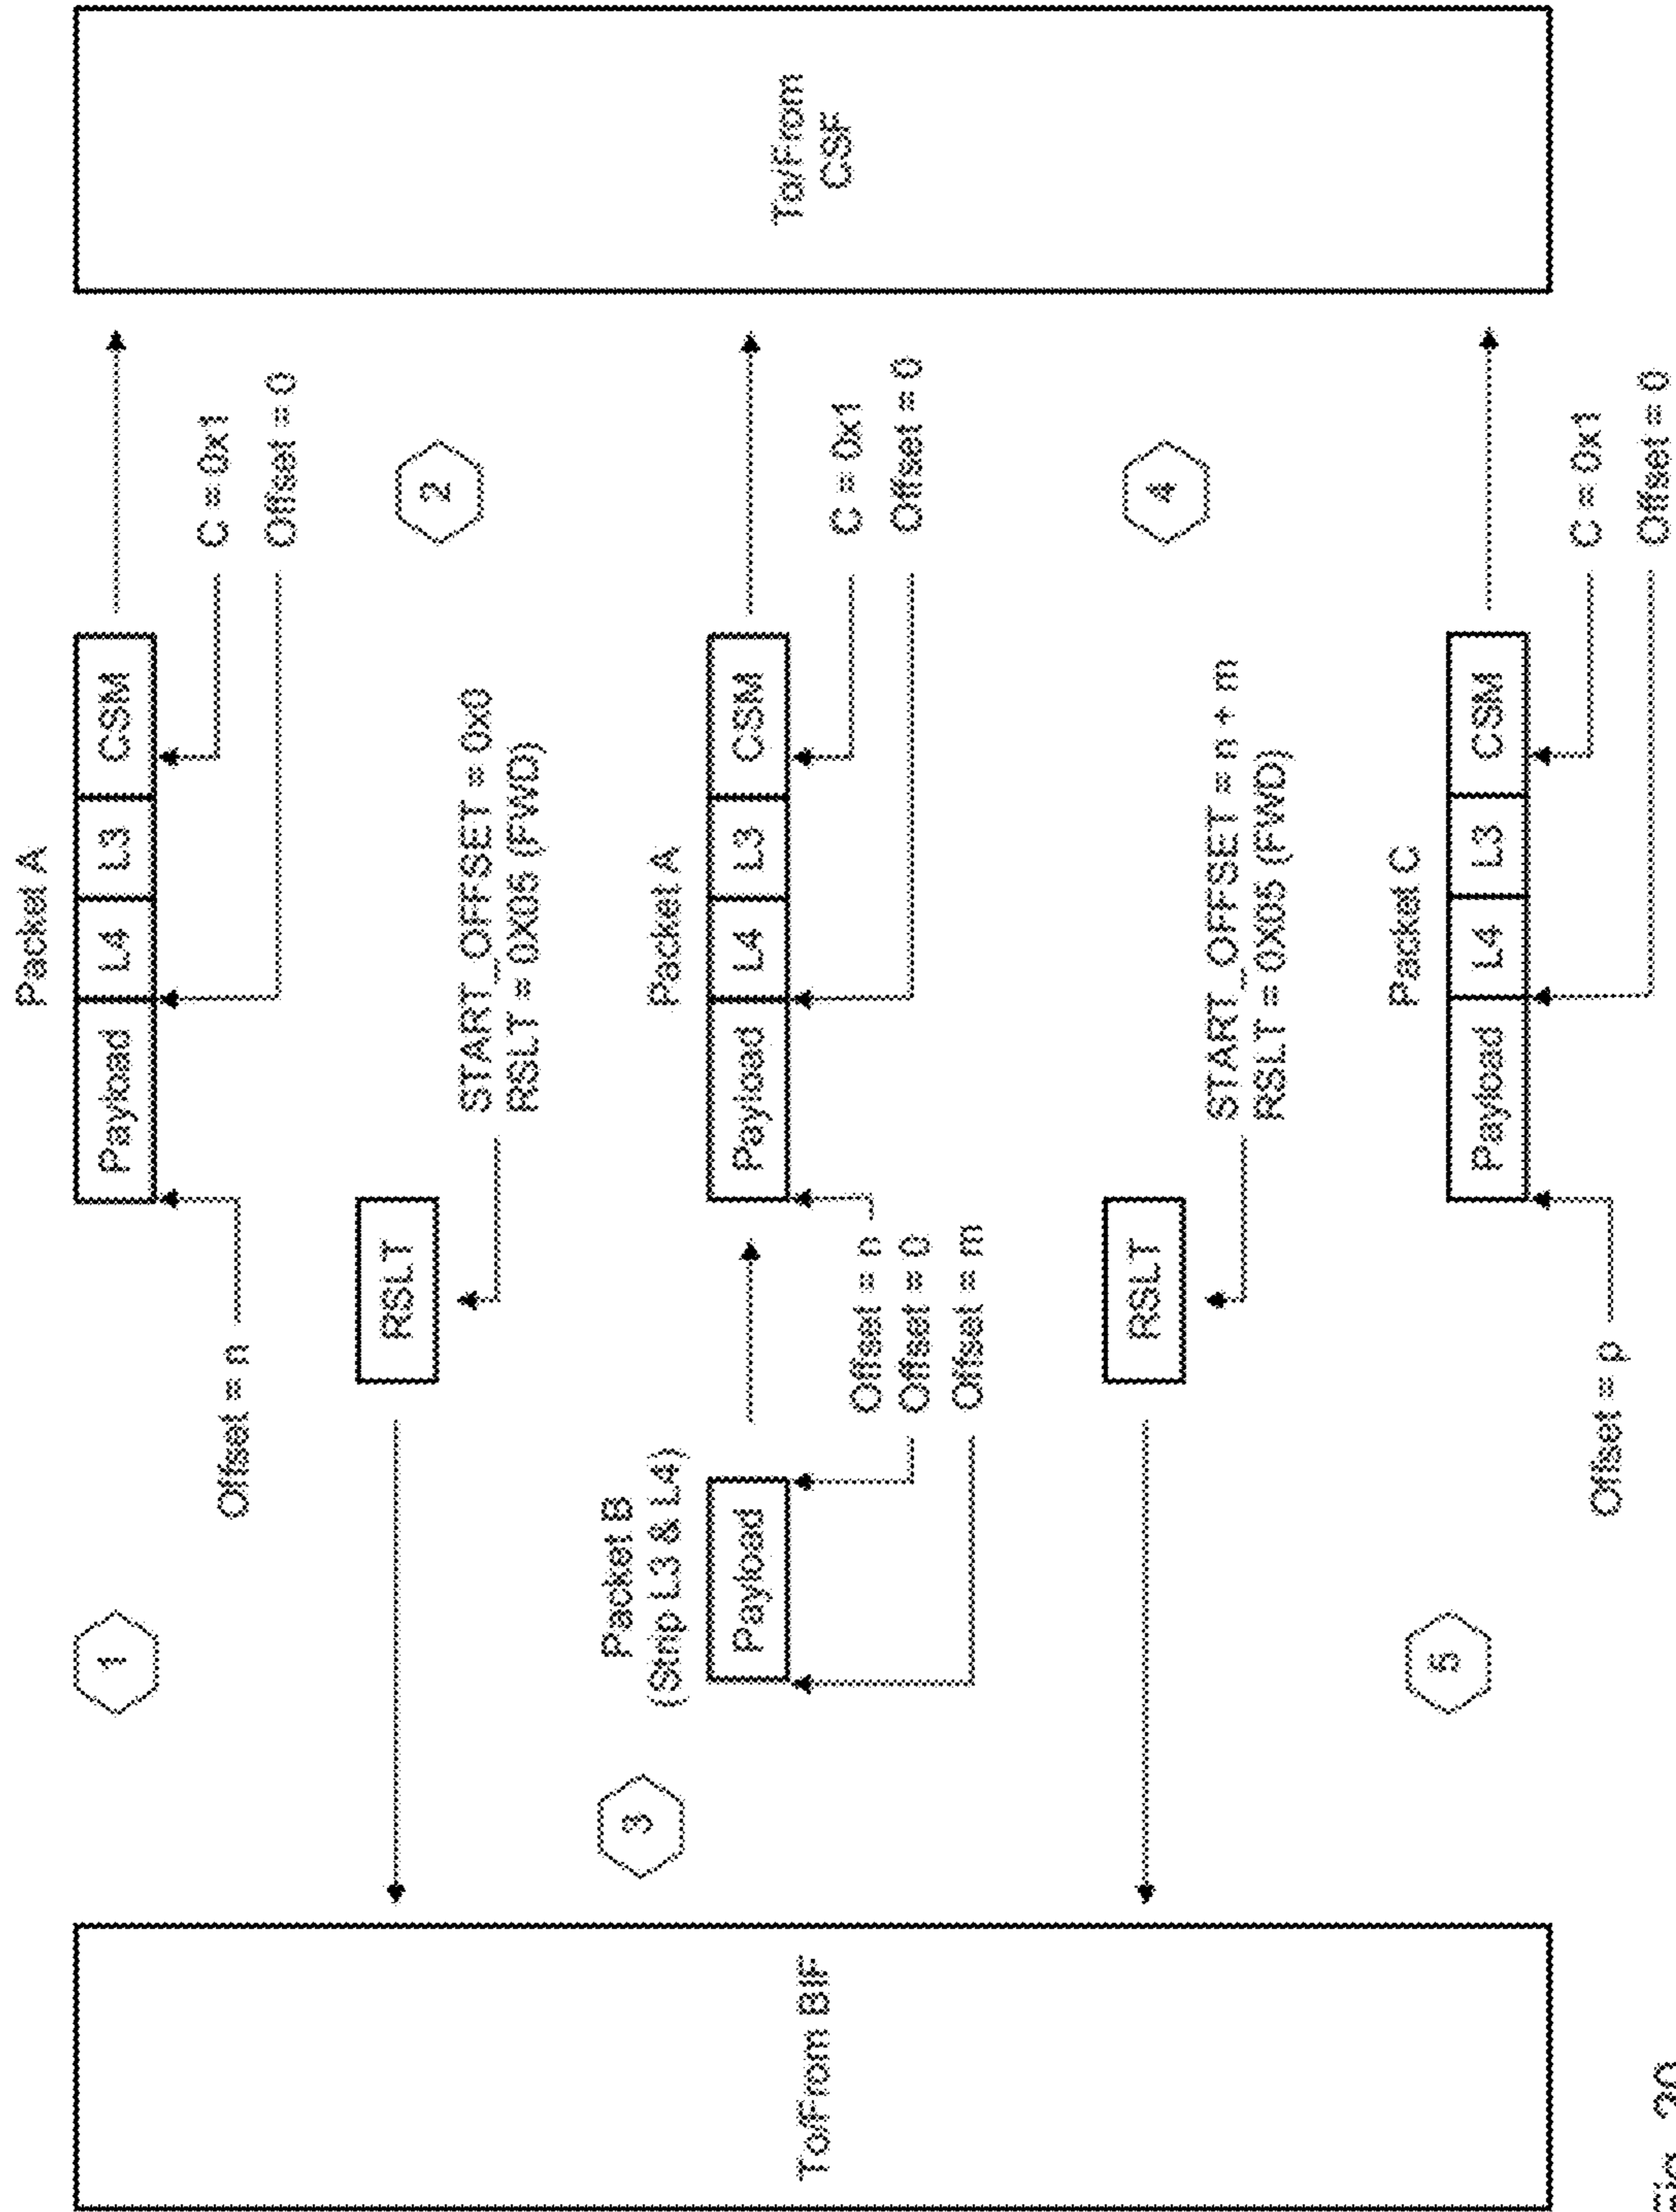 To/From BIF
To/From
CSF
1
Packet A
Payload
L4
L3
CSM
Offset = n
C = 0x1
Offset = 0
2
RSLT
START_OFFSET = 0x0
RSLT = 0X05 (FWD)
3
Packet B
(Strip L3 & L4)
Payload
Packet A
Payload
L4
L3
CSM
Offset = n
Offset = 0
Offset = m
C = 0x1
Offset = 0
4
RSLT
START_OFFSET = n + m
RSLT = 0X05 (FWD)
5
Packet C
Payload
L4
L3
CSM
Offset = p
C = 0x1
Offset = 0
Fig. 30